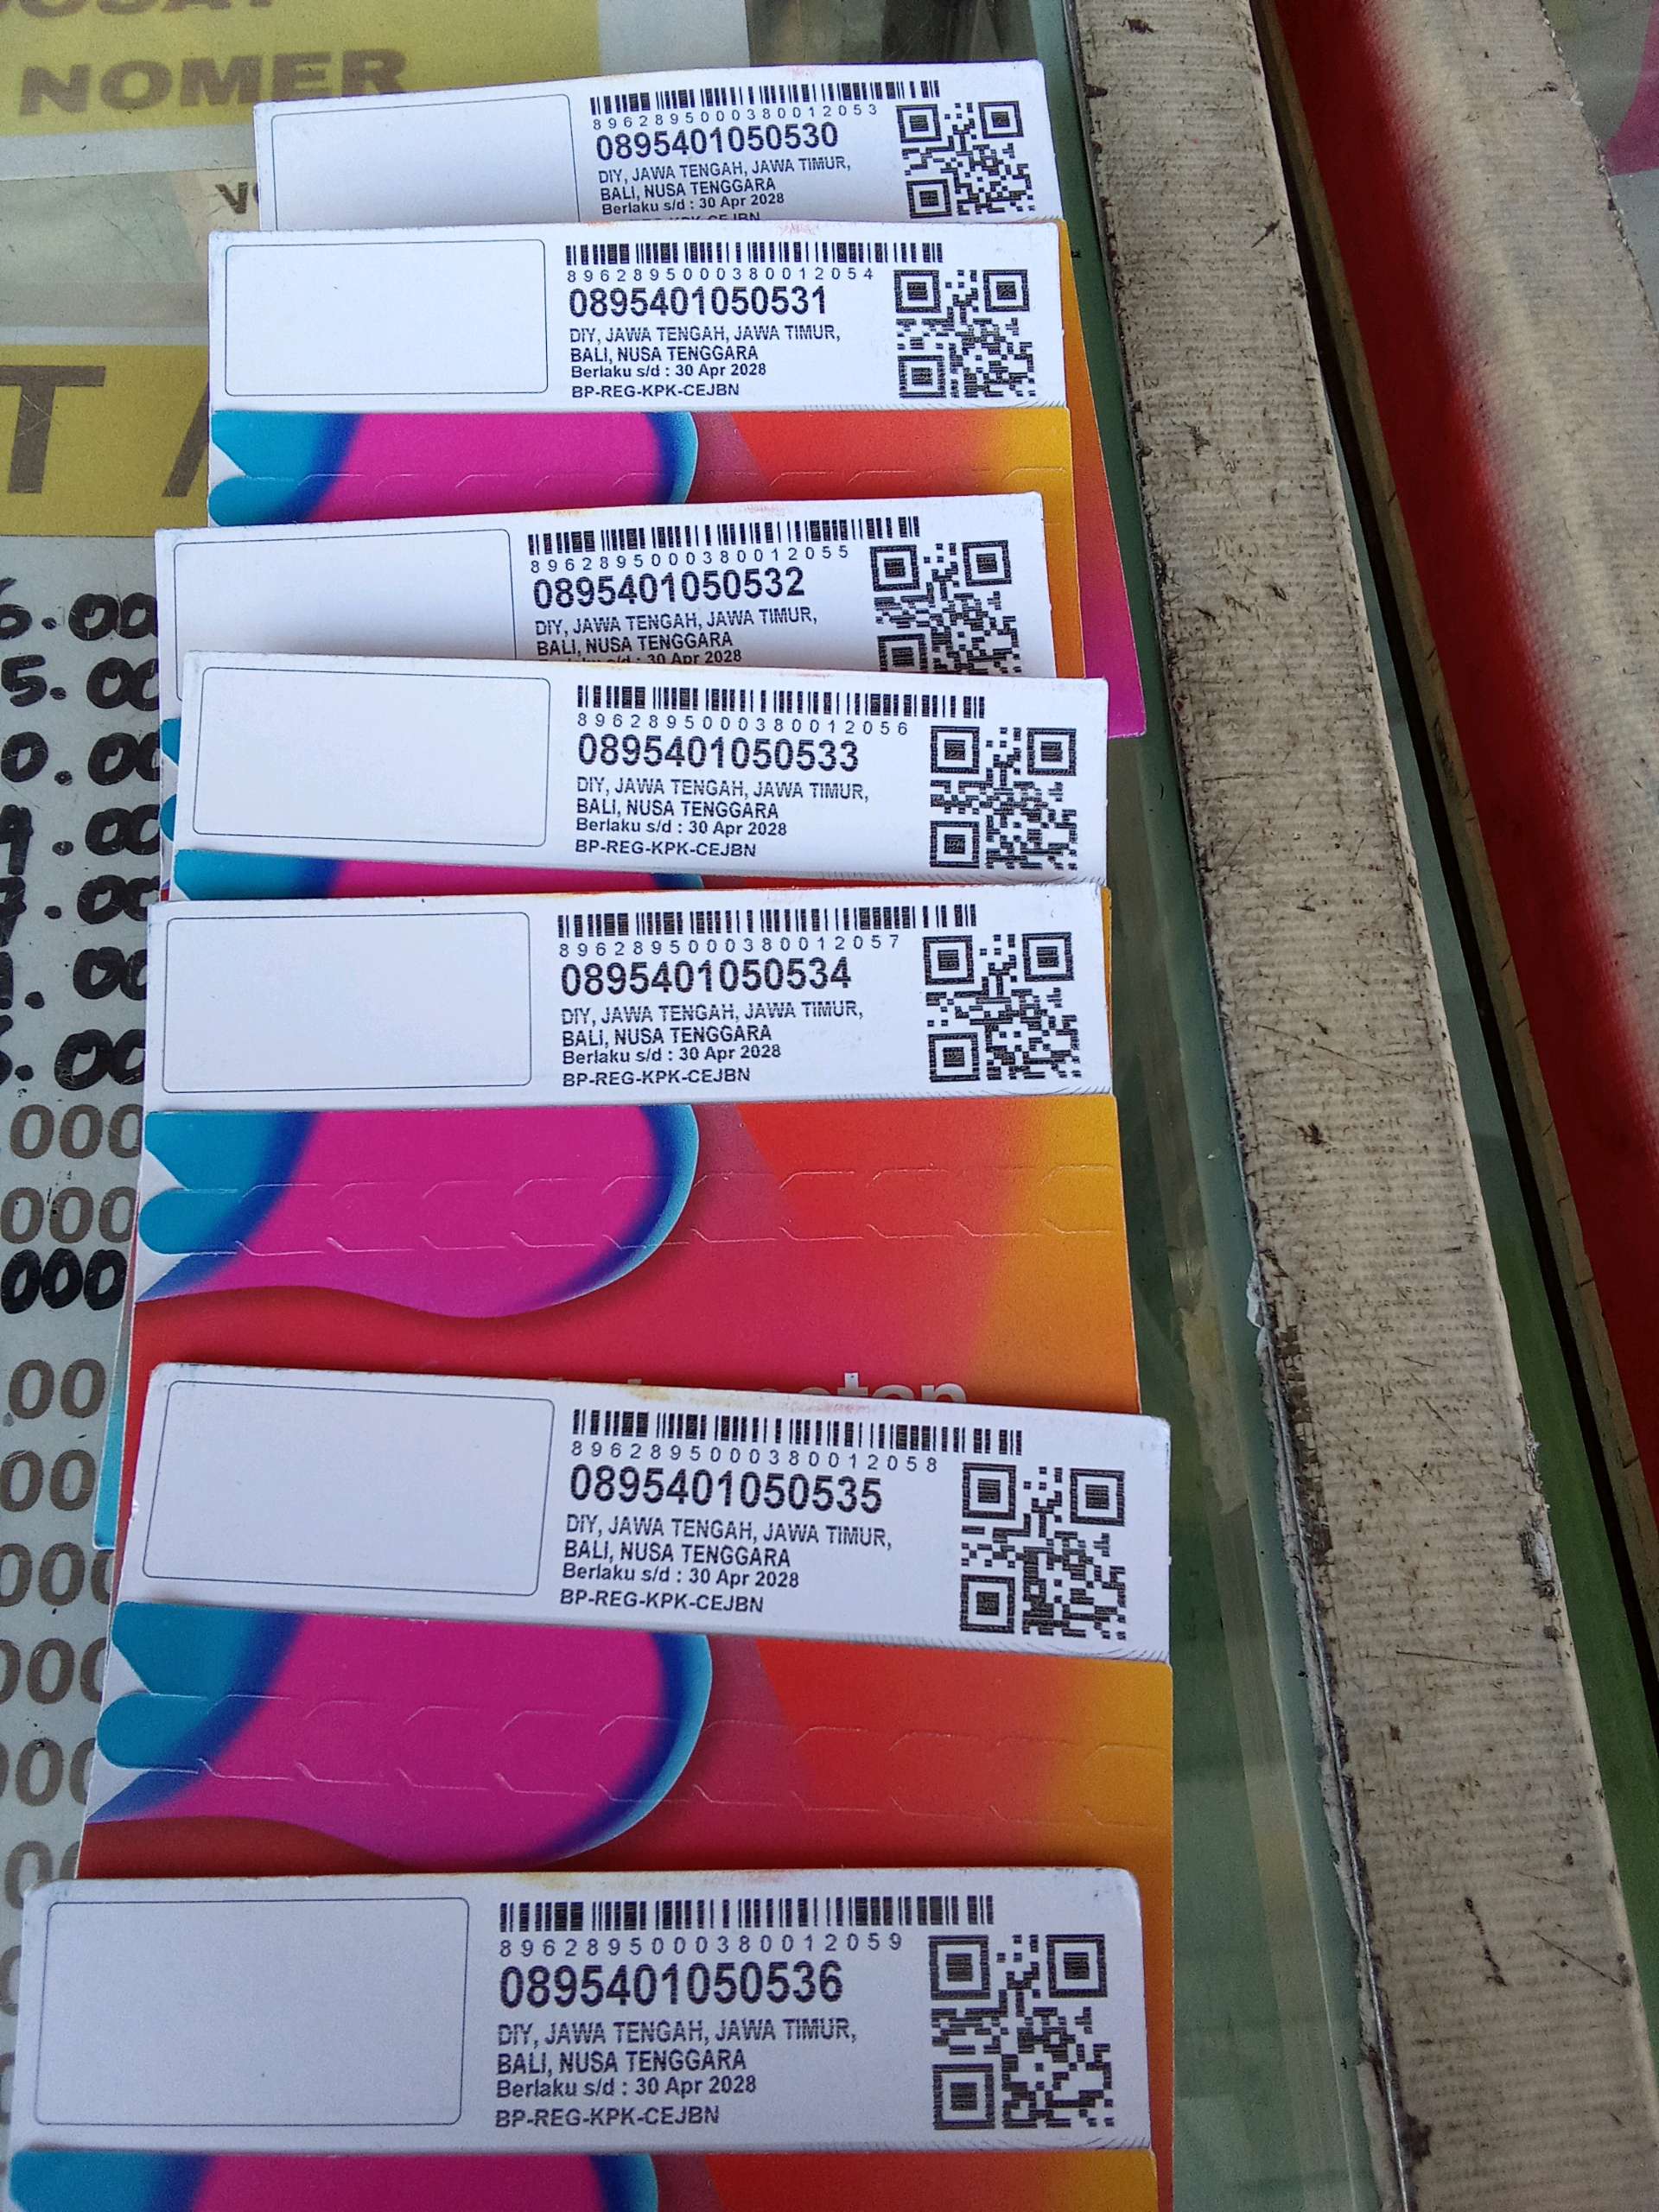 NOMER
8962895000380012053
0895401050530
DIY, JAWA TENGAH, JAWA TIMUR,
BALI, NUSA TENGGARA
Berlaku s/d : 30 Apr 2028
8962895000380012054
0895401050531
DIY, JAWA TENGAH, JAWA TIMUR,
BALI, NUSA TENGGARA
Berlaku s/d : 30 Apr 2028
BP-REG-KPK-CEJBN
8962895000380012055
0895401050532
DIY, JAWA TENGAH, JAWA TIMUR,
BALI, NUSA TENGGARA
Berlaku s/d : 30 Apr 2028
8962895000380012056
0895401050533
DIY, JAWA TENGAH, JAWA TIMUR,
BALI, NUSA TENGGARA
Berlaku s/d : 30 Apr 2028
BP-REG-KPK-CEJBN
8962895000380012057
0895401050534
DIY, JAWA TENGAH, JAWA TIMUR,
BALI, NUSA TENGGARA
Berlaku s/d : 30 Apr 2028
BP-REG-KPK-CEJBN
8962895000380012058
0895401050535
DIY, JAWA TENGAH, JAWA TIMUR,
BALI, NUSA TENGGARA
Berlaku s/d : 30 Apr 2028
BP-REG-KPK-CEJBN
8962895000380012059
0895401050536
DIY, JAWA TENGAH, JAWA TIMUR,
BALI, NUSA TENGGARA
Berlaku s/d : 30 Apr 2028
BP-REG-KPK-CEJBN